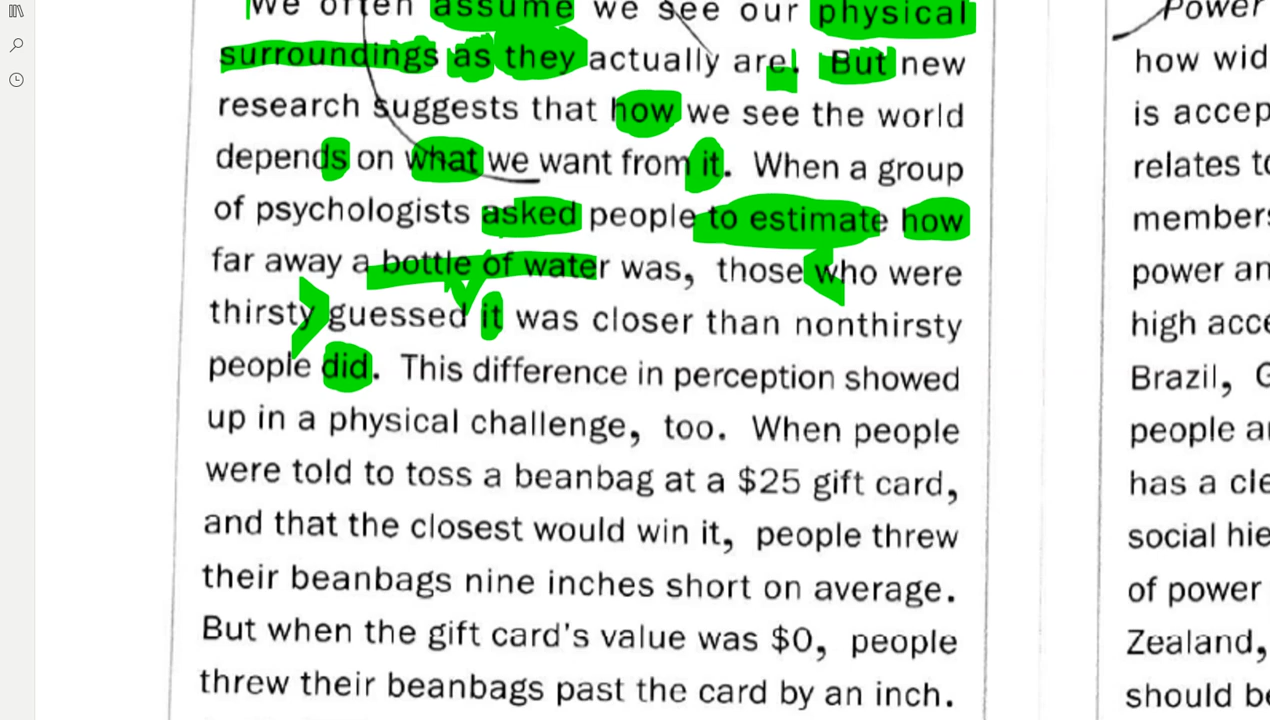 We often assume we see our physical
surroundings as they actually are. But new
research suggests that how we see the world
depends on what we want from it. When a group
of psychologists asked people to estimate how
far away a bottle of water was, those who were
thirsty guessed it was closer than nonthirsty
people did. This difference in perception showed
up in a physical challenge, too. When people
were told to toss a beanbag at a $25 gift card,
and that the closest would win it, people threw
their beanbags nine inches short on average.
But when the gift card's value was $0, people
threw their beanbags past the card by an inch.
Power
how wid
is accep
relates to
members
power an
high acce
Brazil, G
people a
has a cle
social hie
of power
Zealand,
should be